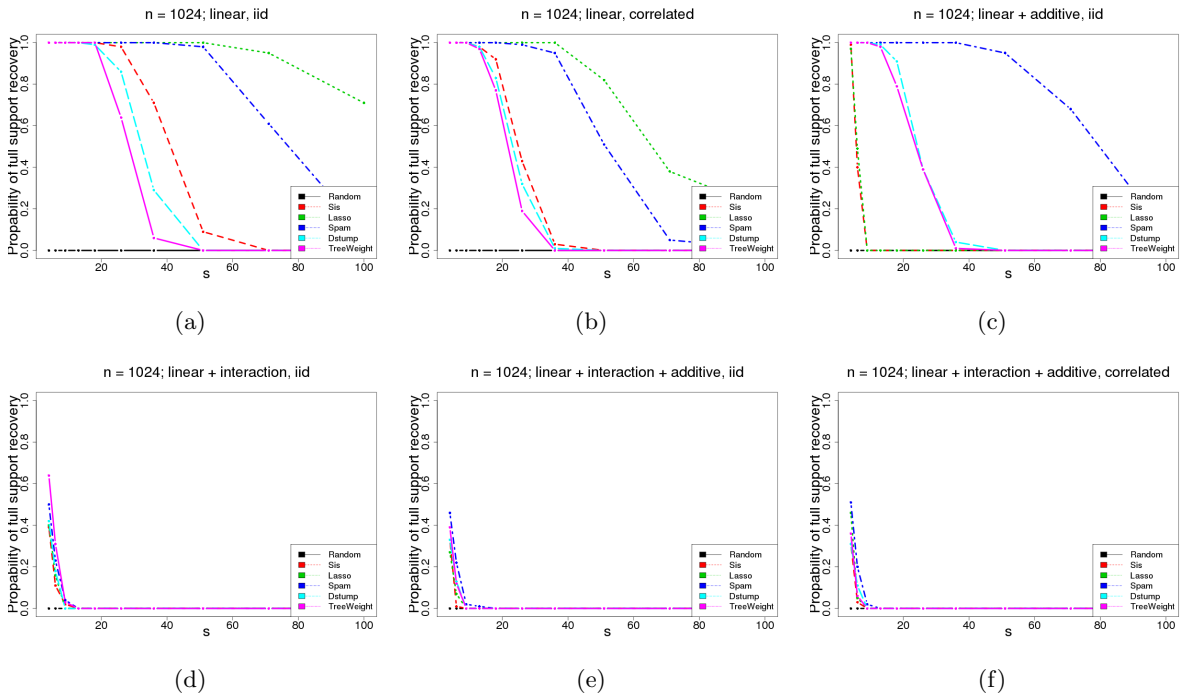 n = 1024; linear, iid
Propability of full support recovery
0.0 0.2 0.4 0.6 0.8 1.0
Random
Sis
Lasso
Spam
Dstump
TreeWeight
20 40 60 80 100
s
(a)
n = 1024; linear, correlated
Propability of full support recovery
0.0 0.2 0.4 0.6 0.8 1.0
Random
Sis
Lasso
Spam
Dstump
TreeWeight
20 40 60 80 100
s
(b)
n = 1024; linear + additive, iid
Propability of full support recovery
0.0 0.2 0.4 0.6 0.8 1.0
Random
Sis
Lasso
Spam
Dstump
TreeWeight
20 40 60 80 100
s
(c)
n = 1024; linear + interaction, iid
Propability of full support recovery
0.0 0.2 0.4 0.6 0.8 1.0
Random
Sis
Lasso
Spam
Dstump
TreeWeight
20 40 60 80 100
s
(d)
n = 1024; linear + interaction + additive, iid
Propability of full support recovery
0.0 0.2 0.4 0.6 0.8 1.0
Random
Sis
Lasso
Spam
Dstump
TreeWeight
20 40 60 80 100
s
(e)
n = 1024; linear + interaction + additive, correlated
Propability of full support recovery
0.0 0.2 0.4 0.6 0.8 1.0
Random
Sis
Lasso
Spam
Dstump
TreeWeight
20 40 60 80 100
s
(f)